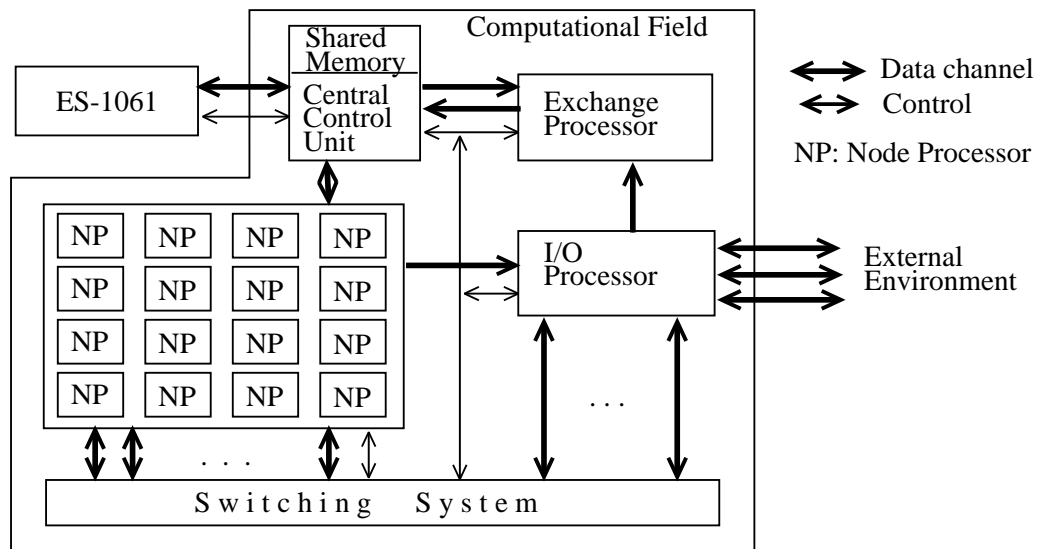 Computational Field
Shared
Memory
Central
Control
Unit
ES-1061
Exchange
Processor
Data channel
Control
NP: Node Processor
NP NP NP NP
NP NP NP NP
NP NP NP NP
NP NP NP NP
I/O
Processor
External
Environment
. . .
. . .
Switching System